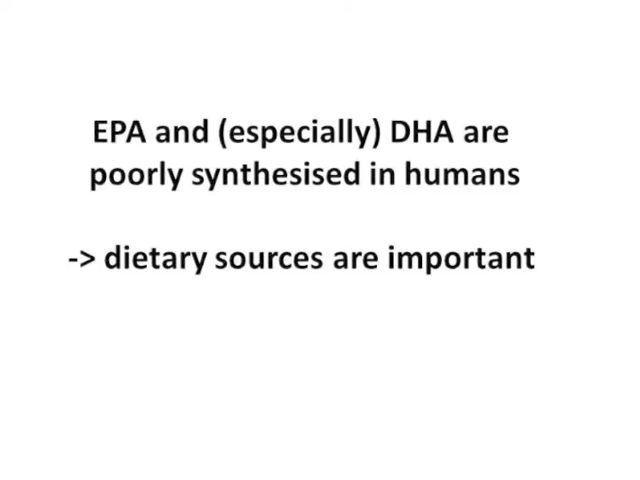 EPA and (especially) DHA are
poorly synthesised in humans
-> dietary sources are important